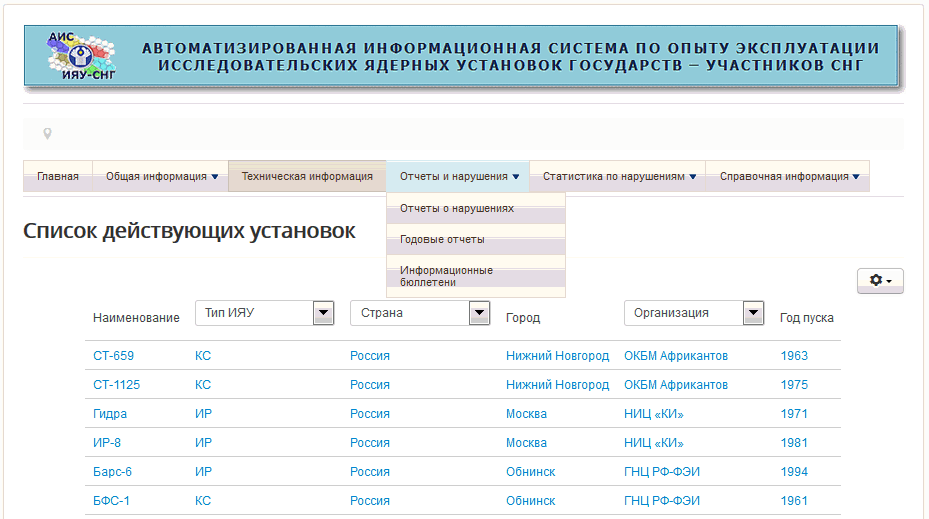 АИС
ИЯУ-СНГ
АВТОМАТИЗИРОВАННАЯ ИНФОРМАЦИОННАЯ СИСТЕМА ПО ОПЫТУ ЭКСПЛУАТАЦИИ
ИССЛЕДОВАТЕЛЬСКИХ ЯДЕРНЫХ УСТАНОВОК ГОСУДАРСТВ – УЧАСТНИКОВ СНГ
Главная Общая информация Техническая информация Отчеты и нарушения Статистика по нарушениям Справочная информация
Отчеты о нарушениях
Годовые отчеты
Информационные
бюллетени
Список действующих установок
Наименование Тип ИЯУ Страна Город Организация Год пуска
СТ-659 КС Россия Нижний Новгород ОКБМ Африкантов 1963
СТ-1125 КС Россия Нижний Новгород ОКБМ Африкантов 1975
Гидра ИР Россия Москва НИЦ «КИ» 1971
ИР-8 ИР Россия Москва НИЦ «КИ» 1981
Барс-6 ИР Россия Обнинск ГНЦ РФ-ФЭИ 1994
БФС-1 КС Россия Обнинск ГНЦ РФ-ФЭИ 1961